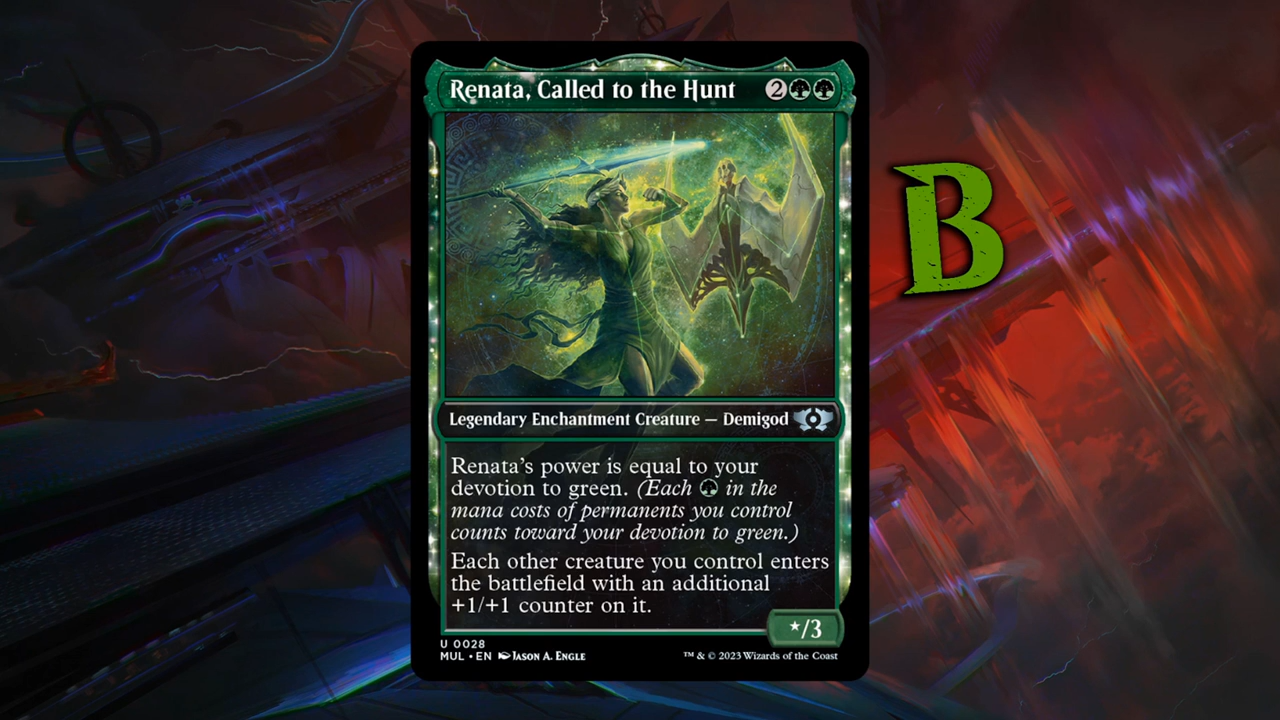 Renata, Called to the Hunt 2
B
Legendary Enchantment Creature — Demigod
Renata's power is equal to your
devotion to green. (Each in the
mana costs of permanents you control
counts toward your devotion to green.)
Each other creature you control enters
the battlefield with an additional
+1/+1 counter on it.
★/3
U 0028
MUL • EN Jason A. Engle
™ & © 2023 Wizards of the Coast